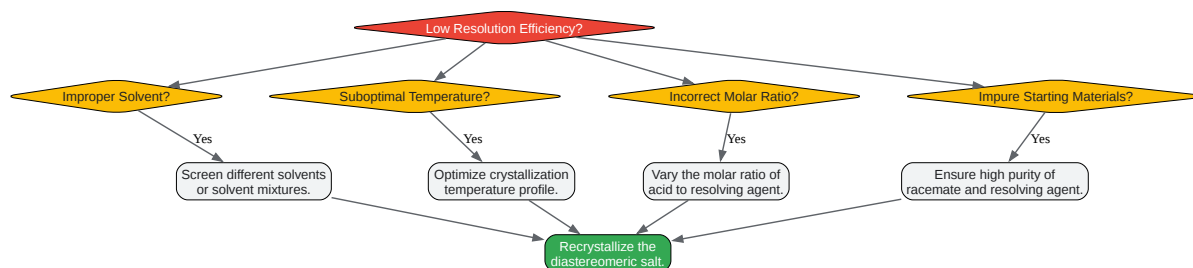 Low Resolution Efficiency?
Improper Solvent?
Suboptimal Temperature?
Incorrect Molar Ratio?
Impure Starting Materials?
Yes
Yes
Yes
Yes
Screen different solvents
or solvent mixtures.
Optimize crystallization
temperature profile.
Vary the molar ratio of
acid to resolving agent.
Ensure high purity of
racemate and resolving agent.
Recrystallize the
diastereomeric salt.